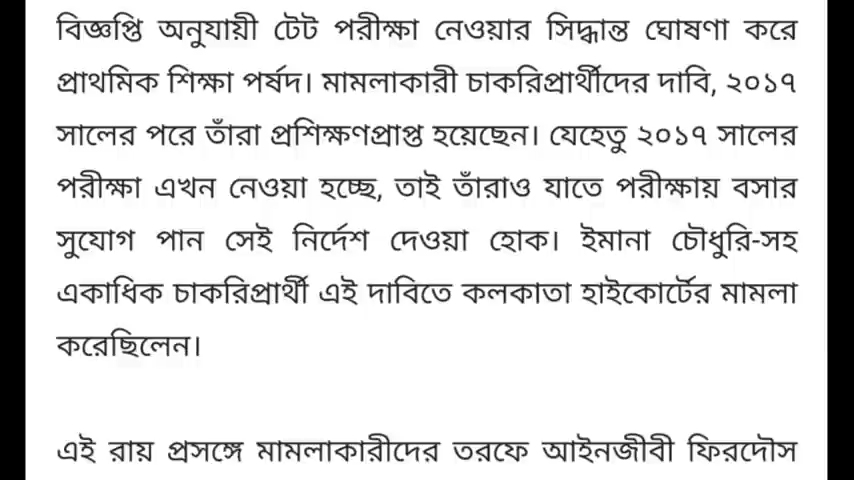 বিজ্ঞপ্তি অনুযায়ী টেট পরীক্ষা নেওয়ার সিদ্ধান্ত ঘোষণা করে
প্রাথমিক শিক্ষা পর্ষদ। মামলাকারী চাকরিপ্রার্থীদের দাবি, ২০১৭
সালের পরে তাঁরা প্রশিক্ষণপ্রাপ্ত হয়েছেন। যেহেতু ২০১৭ সালের
পরীক্ষা এখন নেওয়া হচ্ছে, তাই তাঁরাও যাতে পরীক্ষায় বসার
সুযোগ পান সেই নির্দেশ দেওয়া হোক। ইমানা চৌধুরি-সহ
একাধিক চাকরিপ্রার্থী এই দাবিতে কলকাতা হাইকোর্টের মামলা
করেছিলেন।
এই রায় প্রসঙ্গে মামলাকারীদের তরফে আইনজীবী ফিরদৌস